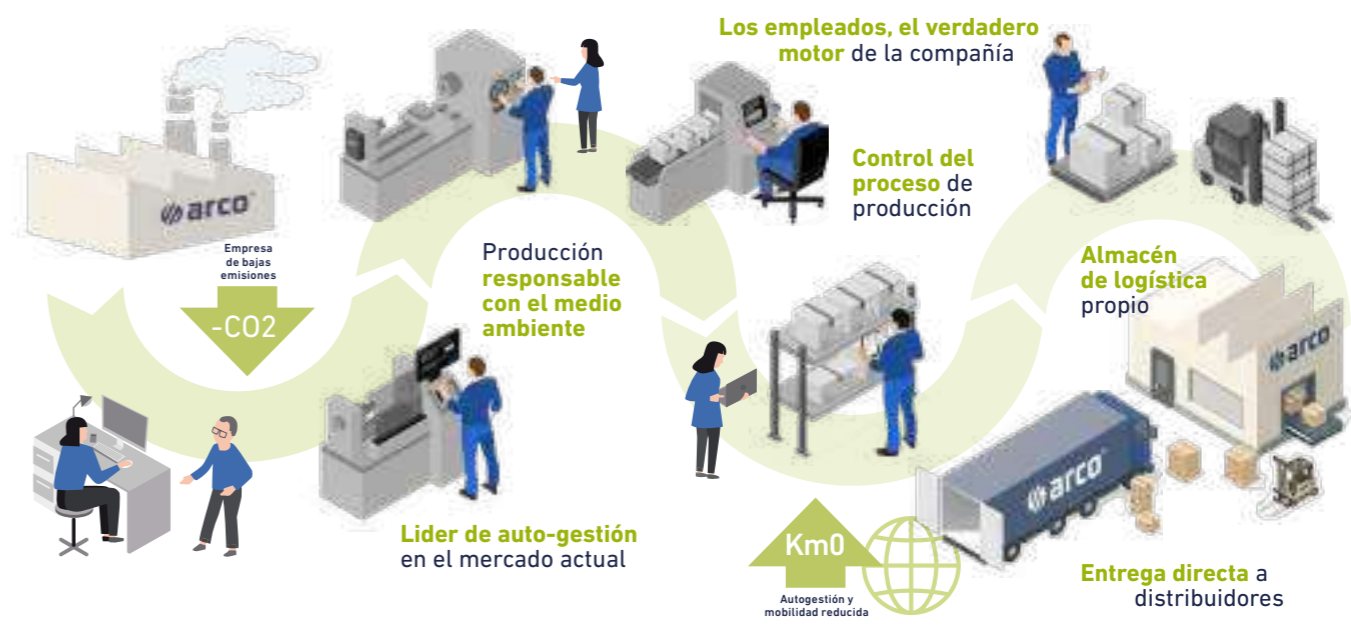 Los empleados, el verdadero
motor de la compañía
arco
Empresa
de bajas
emisiones
-CO2
Producción
responsable
con el medio
ambiente
Control del
proceso de
producción
Almacén
de logística
propio
arco
arco
Lider de auto-gestión
en el mercado actual
Km0
Autogestión y
mobilidad reducida
Entrega directa a
distribuidores